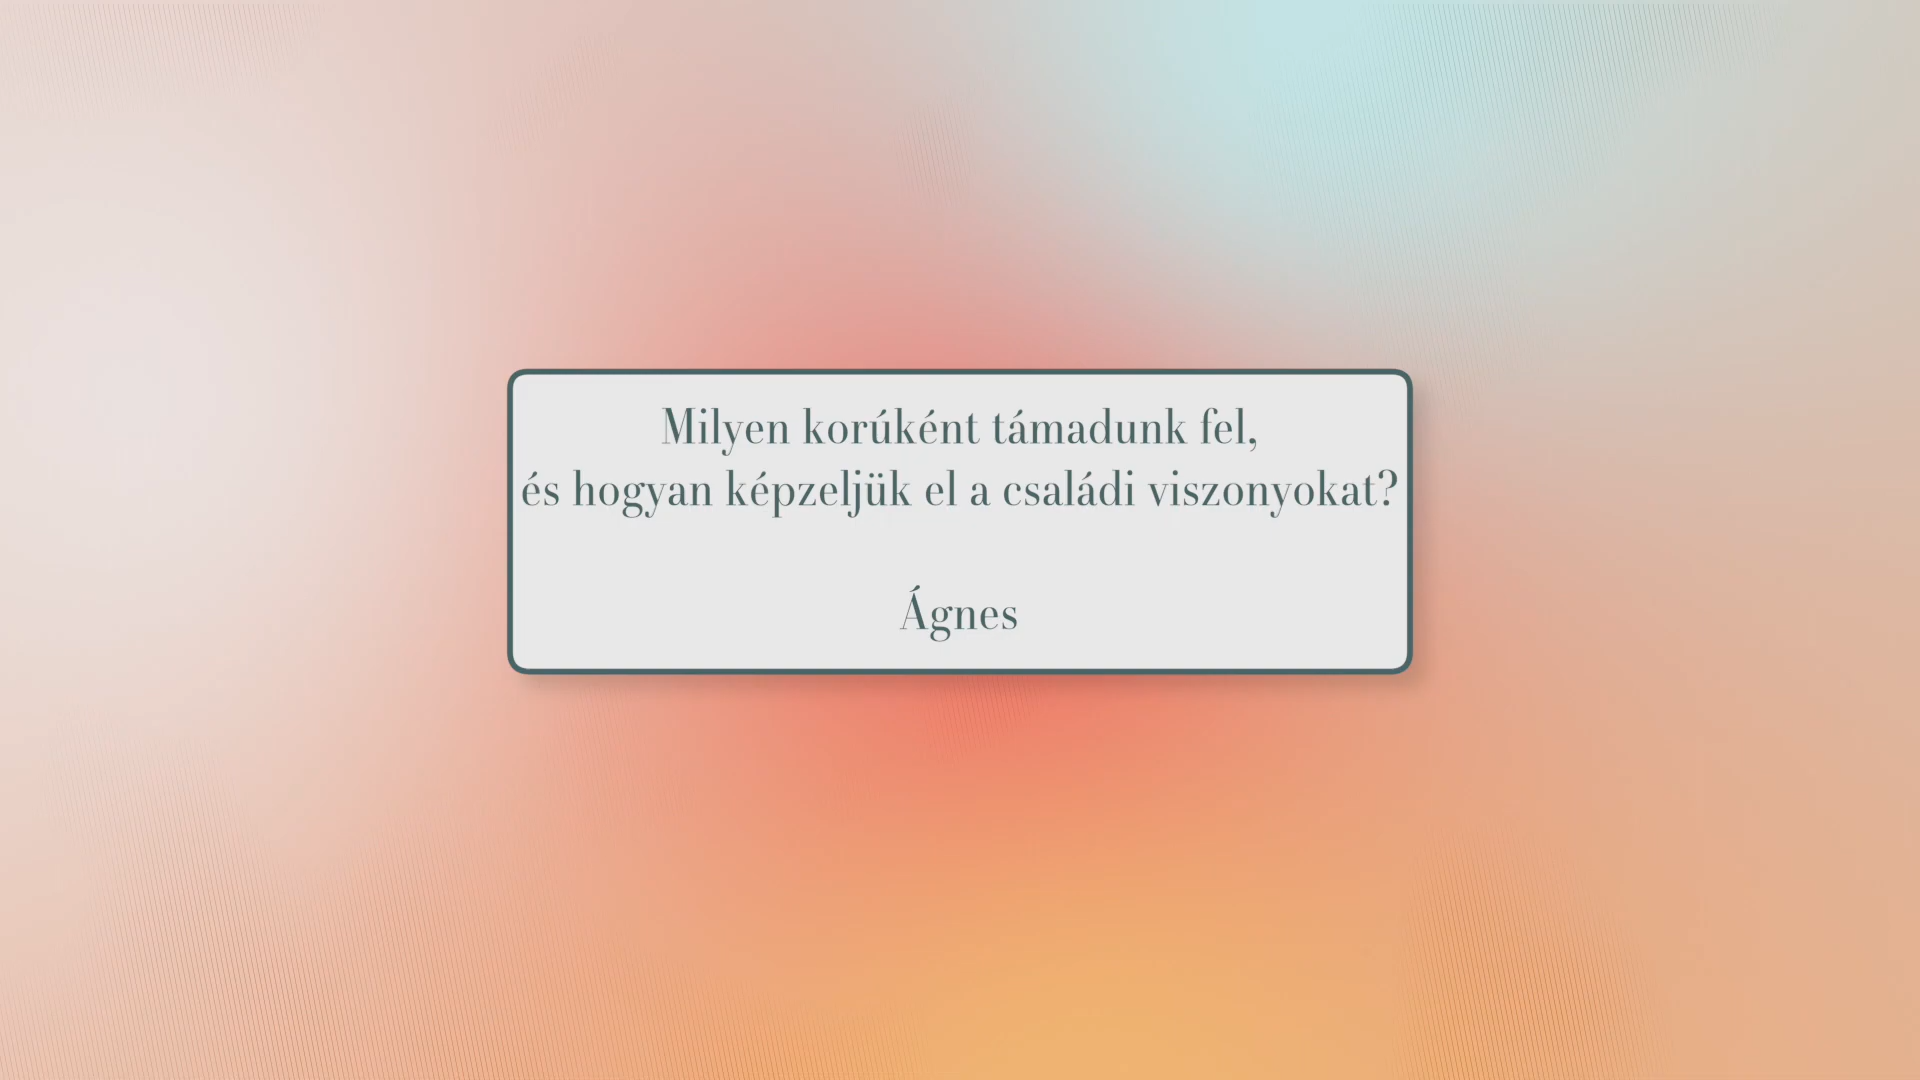 Milyen korúként támadunk fel,
és hogyan képzeljük el a családi viszonyokat?
Ágnes